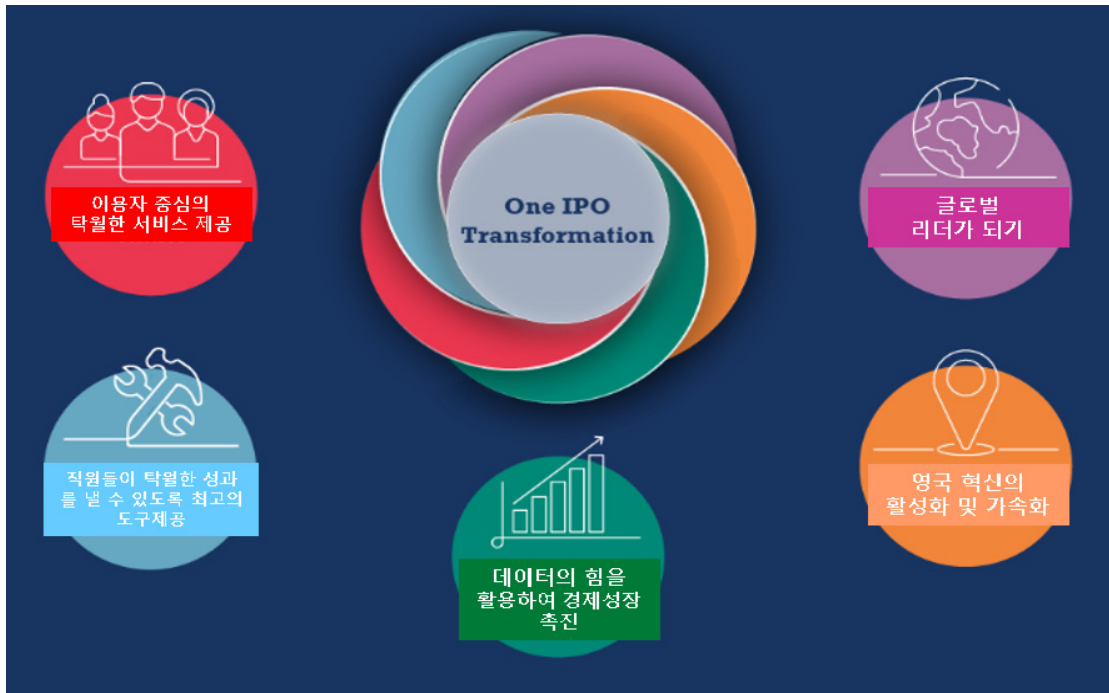 One IPO
Transformation
이용자 중심의
탁월한 서비스 제공
글로벌
리더가 되기
직원들이 탁월한 성과
를 낼 수 있도록 최고의
도구제공
영국 혁신의
활성화 및 가속화
데이터의 힘을
활용하여 경제성장
촉진